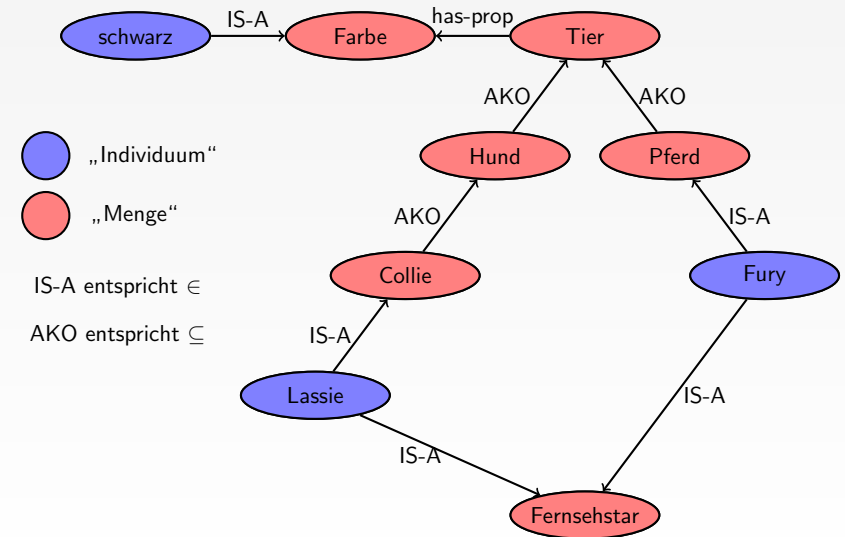 schwarz
IS-A
Farbe
has-prop
Tier
AKO
AKO
„Individuum“
Hund
Pferd
„Menge“
AKO
IS-A
IS-A entspricht ∈
Collie
Fury
AKO entspricht ⊆
IS-A
Lassie
IS-A
IS-A
Fernsehstar